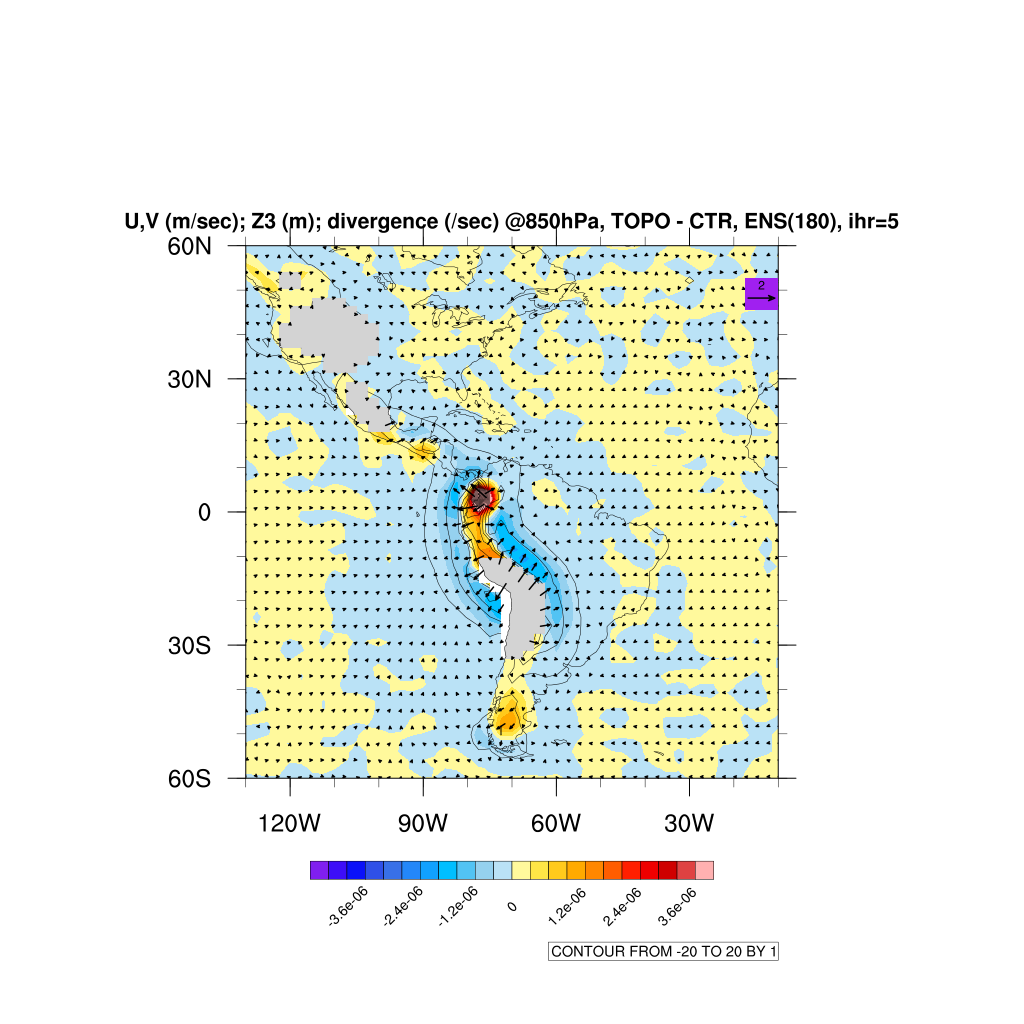 U,V (m/sec); Z3 (m); divergence (/sec) @850hPa, TOPO - CTR, ENS(180), ihr=5
60N
2
30N
0
30S
60S
120W 90W 60W 30W
-3.6e-06 -2.4e-06 -1.2e-06 0 1.2e-06 2.4e-06 3.6e-06
CONTOUR FROM -20 TO 20 BY 1